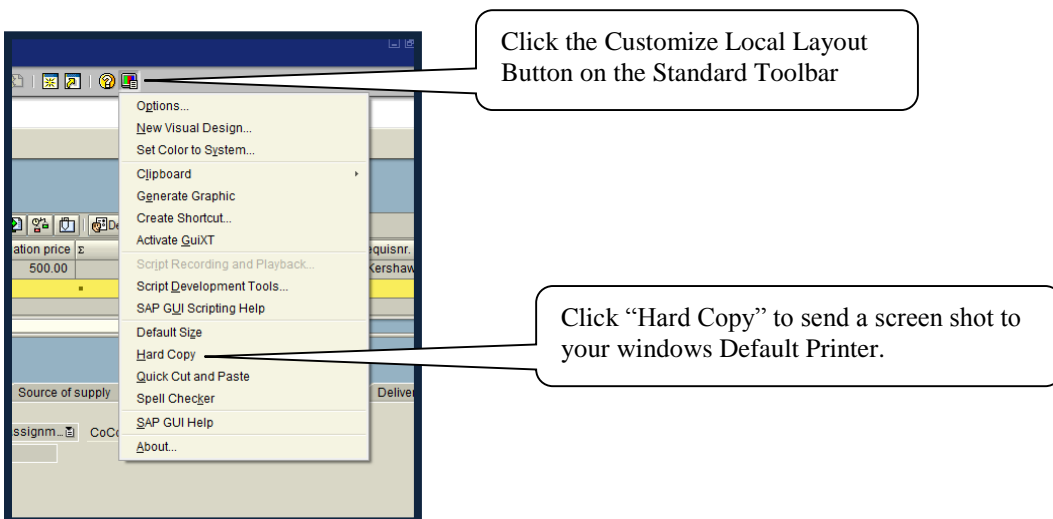 Click the Customize Local Layout
Button on the Standard Toolbar
Options...
New Visual Design...
Set Color to System...
Clipboard
Generate Graphic
Create Shortcut...
Activate GuiXT
ation price Σ
equisnr.
Script Recording and Playback...
500.00
Kershaw
Script Development Tools...
SAP GUI Scripting Help
Default Size
Hard Copy
Click “Hard Copy” to send a screen shot to
your windows Default Printer.
Quick Cut and Paste
Source of supply
Spell Checker
Deliver
SAP GUI Help
ssignm...
CoCo
About...